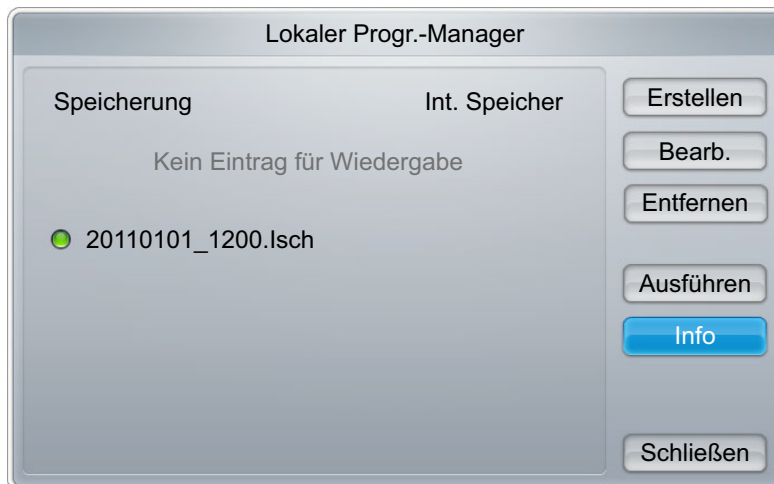 Lokaler Progr.-Manager
Speicherung Int. Speicher
Kein Eintrag für Wiedergabe
20110101_1200.lsch
Erstellen
Bearb.
Entfernen
Ausführen
Info
Schließen